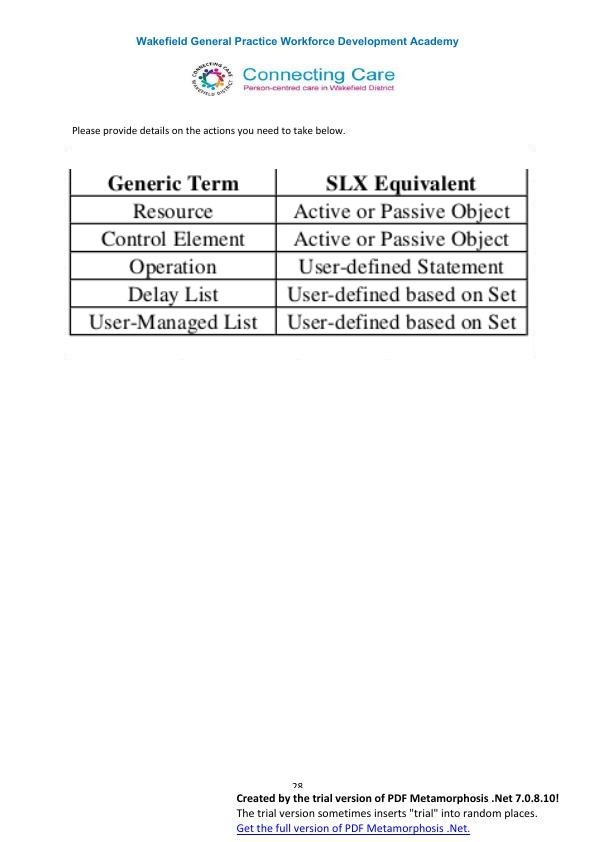 Wakefield General Practice Workforce Development Academy
CONNECTING CARE WAKEFIELD DISTRICT
Connecting Care
Person-centred care in Wakefield District
Please provide details on the actions you need to take below.
Generic Term SLX Equivalent
Resource Active or Passive Object
Control Element Active or Passive Object
Operation User-defined Statement
Delay List User-defined based on Set
User-Managed List User-defined based on Set
28
Created by the trial version of PDF Metamorphosis .Net 7.0.8.10!
The trial version sometimes inserts "trial" into random places.
Get the full version of PDF Metamorphosis .Net.